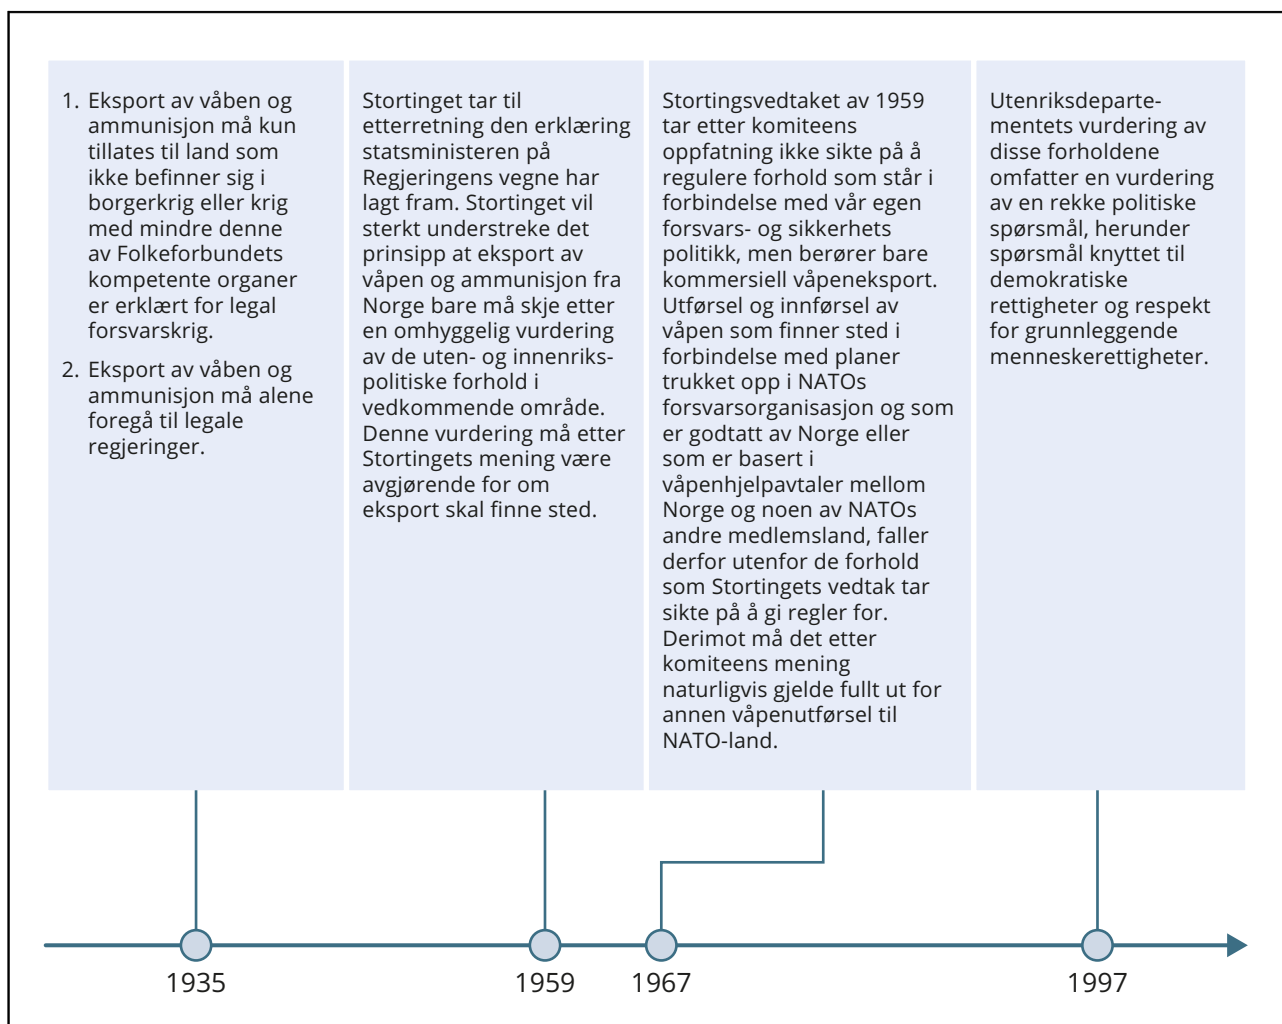 1. Eksport av våben og
ammunisjon må kun
tillates til land som
ikke befinner sig i
borgerkrig eller krig
med mindre denne
av Folkeforbundets
kompetente organer
er erklært for legal
forsvarskrig.
2. Eksport av våben og
ammunisjon må alene
foregå til legale
regjeringer.
Stortinget tar til
etterretning den erklæring
statsministeren på
Regjeringens vegne har
lagt fram. Stortinget vil
sterkt understreke det
prinsipp at eksport av
våpen og ammunisjon fra
Norge bare må skje etter
en omhyggelig vurdering
av de uten- og innenriks-
politiske forhold i
vedkommende område.
Denne vurdering må etter
Stortingets mening være
avgjørende for om
eksport skal finne sted.
Stortingsvedtaket av 1959
tar etter komiteens
oppfatning ikke sikte på å
regulere forhold som står i
forbindelse med vår egen
forsvars- og sikkerhets
politikk, men berører bare
kommersiell våpeneksport.
Utførsel og innførsel av
våpen som finner sted i
forbindelse med planer
trukket opp i NATOs
forsvarsorganisasjon og som
er godtatt av Norge eller
som er basert i
våpenhjelpavtaler mellom
Norge og noen av NATOs
andre medlemsland, faller
derfor utenfor de forhold
som Stortingets vedtak tar
sikte på å gi regler for.
Derimot må det etter
komiteens mening
naturligvis gjelde fullt ut for
annen våpenutførsel til
NATO-land.
Utenriksdeparte-
mentets vurdering av
disse forholdene
omfatter en vurdering
av en rekke politiske
spørsmål, herunder
spørsmål knyttet til
demokratiske
rettigheter og respekt
for grunnleggende
menneskerettigheter.
1935
1959
1967
1997